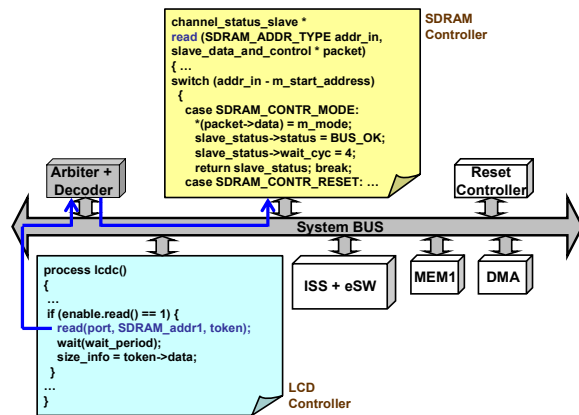 channel_status_slave *
read (SDRAM_ADDR_TYPE addr_in,
slave_data_and_control * packet)
{ …
switch (addr_in - m_start_address)
{
case SDRAM_CONTR_MODE:
*(packet->data) = m_mode;
slave_status->status = BUS_OK;
slave_status->wait_cyc = 4;
return slave_status; break;
case SDRAM_CONTR_RESET: …
SDRAM
Controller
Arbiter +
Decoder
Reset
Controller
System BUS
process lcdc()
{
…
if (enable.read() == 1) {
read(port, SDRAM_addr1, token);
wait(wait_period);
size_info = token->data;
}
…
}
LCD
Controller
ISS + eSW
MEM1
DMA